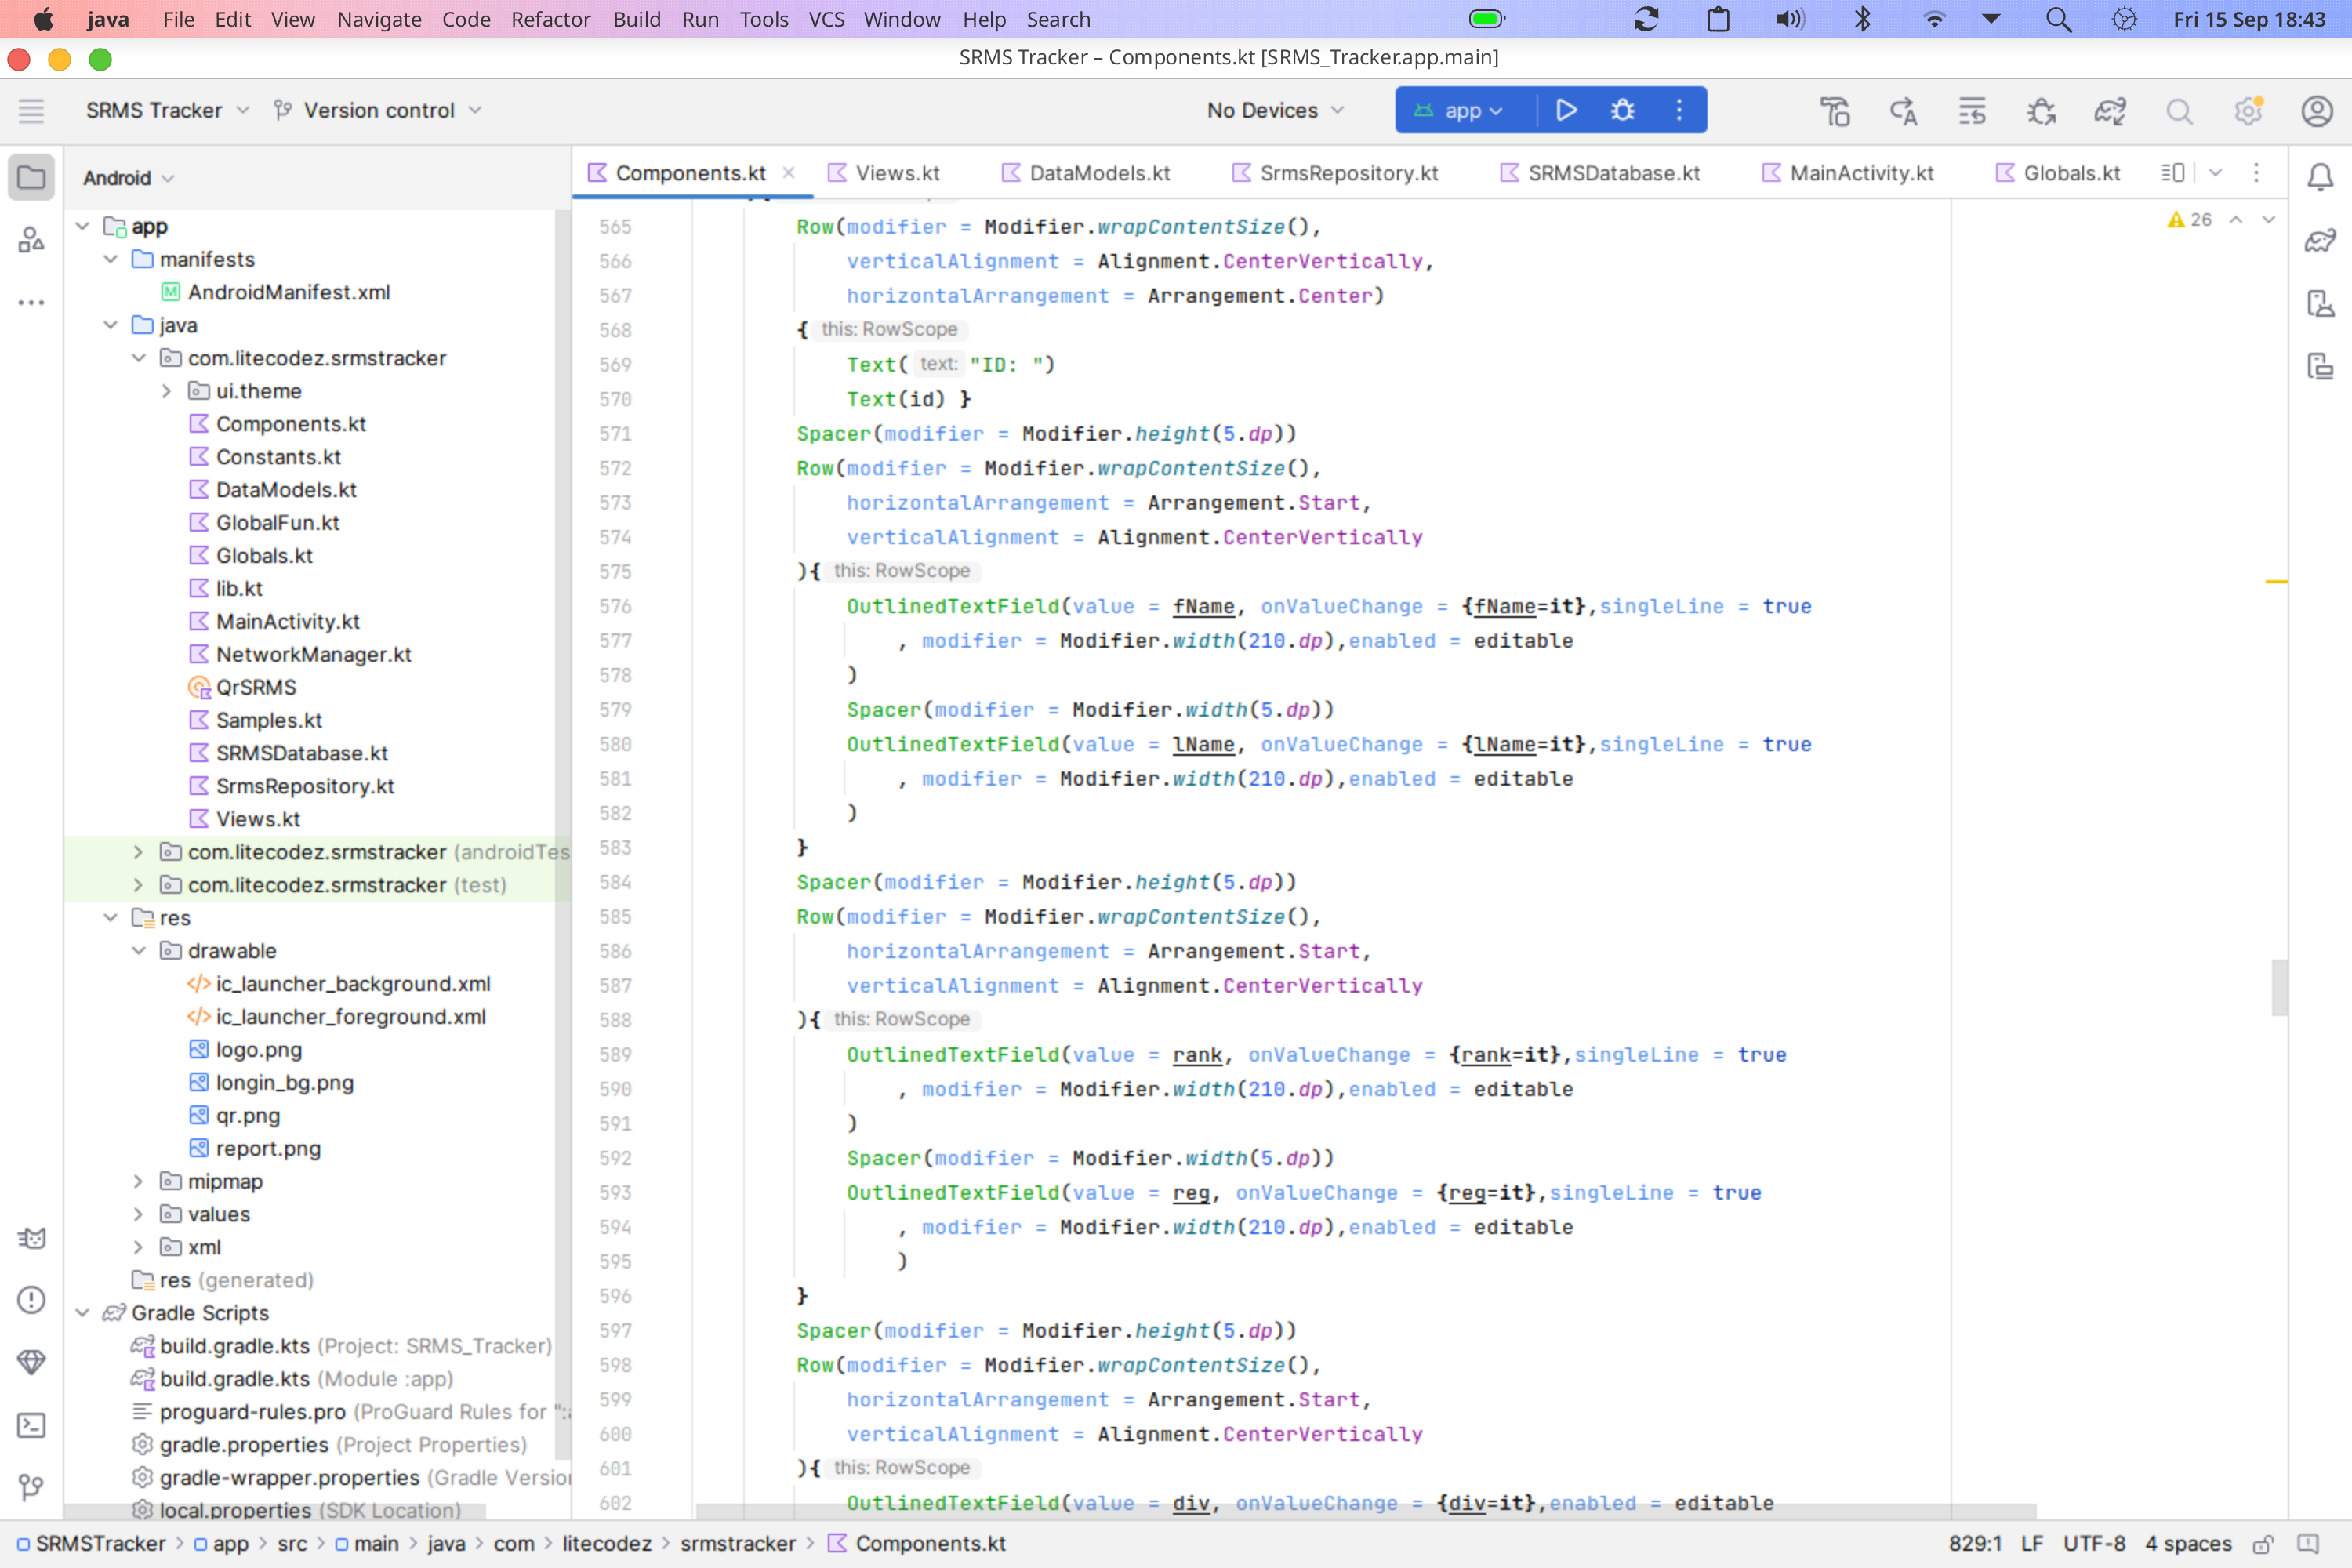 java File Edit View Navigate Code Refactor Build Run Tools VCS Window Help Search Fri 15 Sep 18:43
SRMS Tracker – Components.kt [SRMS_Tracker.app.main]
SRMS Tracker Version control No Devices app
Android
app
manifests
AndroidManifest.xml
java
com.litecodez.srmstracker
ui.theme
Components.kt
Constants.kt
DataModels.kt
GlobalFun.kt
Globals.kt
lib.kt
MainActivity.kt
NetworkManager.kt
QrSRMS
Samples.kt
SRMSDatabase.kt
SrmsRepository.kt
Views.kt
com.litecodez.srmstracker (androidTes
com.litecodez.srmstracker (test)
res
drawable
ic_launcher_background.xml
ic_launcher_foreground.xml
logo.png
longin_bg.png
qr.png
report.png
mipmap
values
xml
res (generated)
Gradle Scripts
build.gradle.kts (Project: SRMS_Tracker)
build.gradle.kts (Module :app)
proguard-rules.pro (ProGuard Rules for ":a
gradle.properties (Project Properties)
gradle-wrapper.properties (Gradle Version
local.properties (SDK Location)
Components.kt Views.kt DataModels.kt SrmsRepository.kt SRMSDatabase.kt MainActivity.kt Globals.kt
26
565 Row(modifier = Modifier.wrapContentSize(),
566 verticalAlignment = Alignment.CenterVertically,
567 horizontalArrangement = Arrangement.Center)
568 { this: RowScope
569 Text( text: "ID: ")
570 Text(id) }
571 Spacer(modifier = Modifier.height(5.dp))
572 Row(modifier = Modifier.wrapContentSize(),
573 horizontalArrangement = Arrangement.Start,
574 verticalAlignment = Alignment.CenterVertically
575 ){ this: RowScope
576 OutlinedTextField(value = fName, onValueChange = {fName=it},singleLine = true
577 , modifier = Modifier.width(210.dp),enabled = editable
578 )
579 Spacer(modifier = Modifier.width(5.dp))
580 OutlinedTextField(value = lName, onValueChange = {lName=it},singleLine = true
581 , modifier = Modifier.width(210.dp),enabled = editable
582 )
583 }
584 Spacer(modifier = Modifier.height(5.dp))
585 Row(modifier = Modifier.wrapContentSize(),
586 horizontalArrangement = Arrangement.Start,
587 verticalAlignment = Alignment.CenterVertically
588 ){ this: RowScope
589 OutlinedTextField(value = rank, onValueChange = {rank=it},singleLine = true
590 , modifier = Modifier.width(210.dp),enabled = editable
591 )
592 Spacer(modifier = Modifier.width(5.dp))
593 OutlinedTextField(value = reg, onValueChange = {reg=it},singleLine = true
594 , modifier = Modifier.width(210.dp),enabled = editable
595 )
596 }
597 Spacer(modifier = Modifier.height(5.dp))
598 Row(modifier = Modifier.wrapContentSize(),
599 horizontalArrangement = Arrangement.Start,
600 verticalAlignment = Alignment.CenterVertically
601 ){ this: RowScope
602 OutlinedTextField(value = div, onValueChange = {div=it},enabled = editable
SRMSTracker > app > src > main > java > com > litecodez > srmstracker > Components.kt 829:1 LF UTF-8 4 spaces